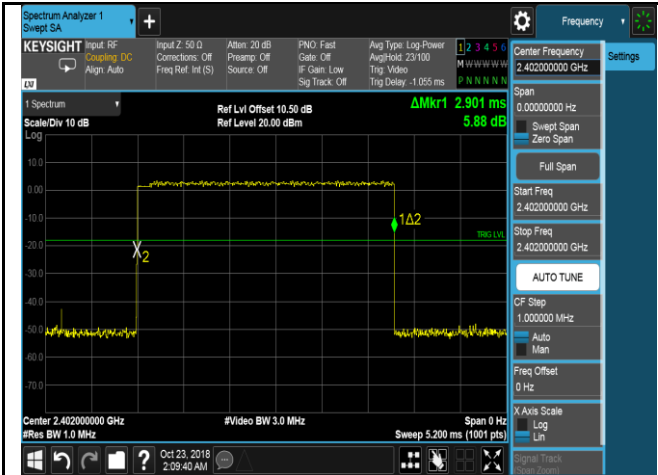 Spectrum Analyzer 1
Swept SA
Frequency
KEYSIGHT
Input: RF
Coupling: DC
Align: Auto
Input Z: 50 Ω
Corrections: Off
Freq Ref: Int (S)
Atten: 20 dB
Preamp: Off
Source: Off
PNO: Fast
Gate: Off
IF Gain: Low
Sig Track: Off
Avg Type: Log-Power
Avg|Hold: 23/100
Trig: Video
Trig Delay: -1.055 ms
1 2 3 4 5 6
M W W W W W
P N N N N N
LXI
1 Spectrum
Scale/Div 10 dB
Log
Ref Lvl Offset 10.50 dB
Ref Level 20.00 dBm
ΔMkr1 2.901 ms
5.88 dB
10.0
0.00
-10.0
-20.0
-30.0
-40.0
-50.0
-60.0
-70.0
1Δ2
TRIG LVL
2
Center 2.402000000 GHz
#Res BW 1.0 MHz
#Video BW 3.0 MHz
Span 0 Hz
Sweep 5.200 ms (1001 pts)
Oct 23, 2018
2:09:40 AM
?
Center Frequency
2.402000000 GHz
Settings
Span
0.00000000 Hz
Swept Span
Zero Span
Full Span
Start Freq
2.402000000 GHz
Stop Freq
2.402000000 GHz
AUTO TUNE
CF Step
1.000000 MHz
Auto
Man
Freq Offset
0 Hz
X Axis Scale
Log
Lin
Signal Track
(Span Zoom)